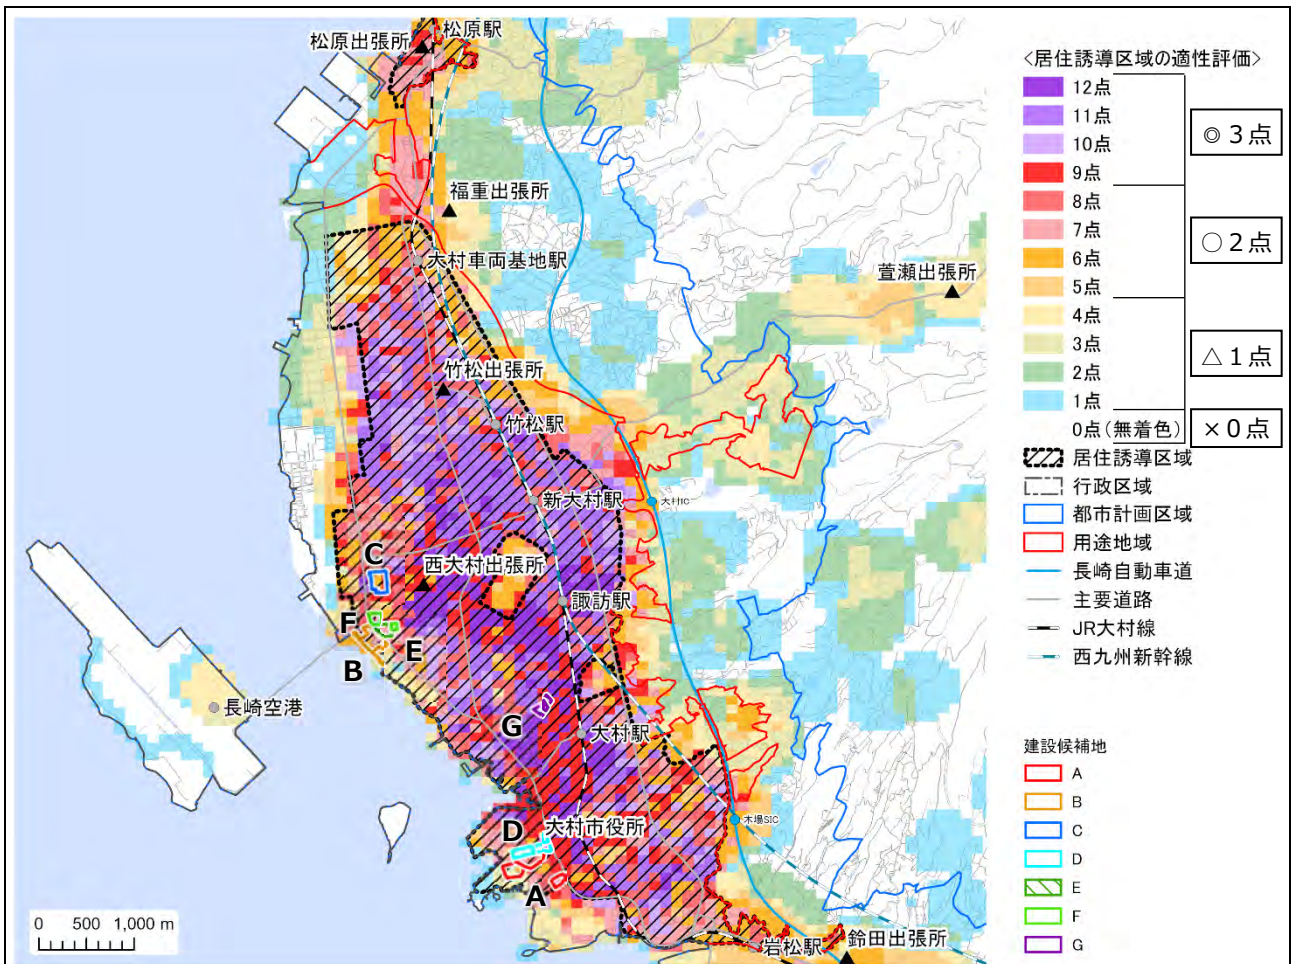 松原出張所
松原駅
福重出張所
大村車両基地駅
萱瀬出張所
竹松出張所
竹松駅
新大村駅
大村IC
C
西大村出張所
諏訪駅
F
E
B
長崎空港
G
大村駅
木場SIC
大村市役所
D
A
岩松駅
鈴田出張所
0 500 1,000 m
<居住誘導区域の適性評価>
12点
11点
10点
9点
8点
7点
6点
5点
4点
3点
2点
1点
0点(無着色)
◎3点
○2点
△1点
×0点
居住誘導区域
行政区域
都市計画区域
用途地域
長崎自動車道
主要道路
JR大村線
西九州新幹線
建設候補地
A
B
C
D
E
F
G